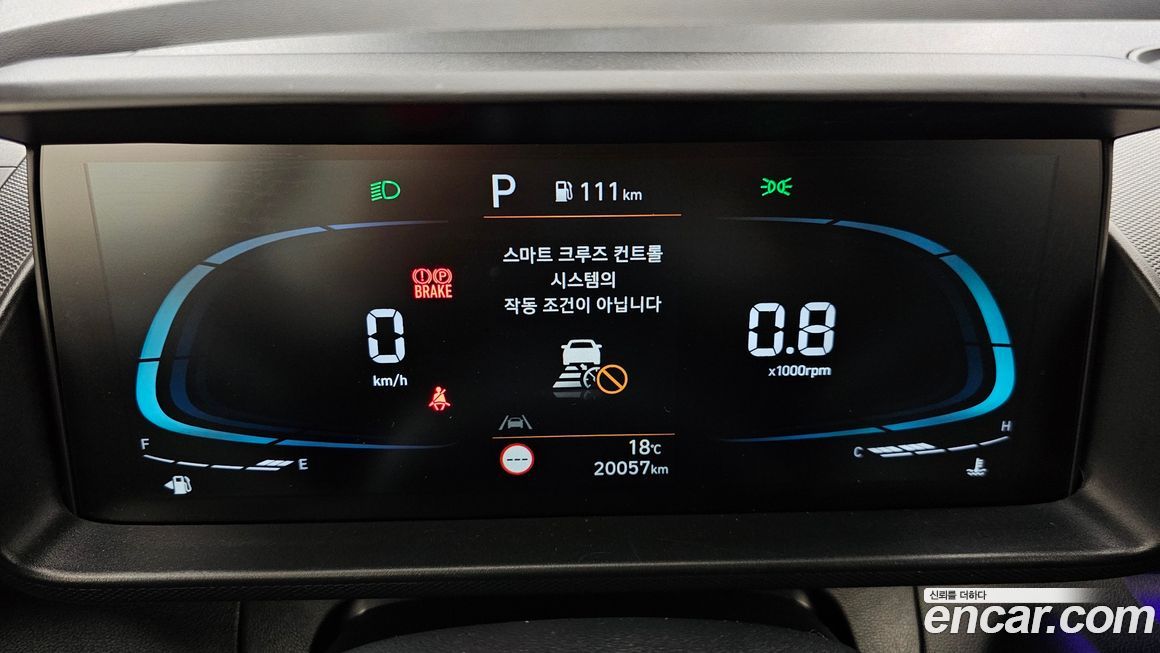 P 111 km
스마트 크루즈 컨트롤
시스템의
작동 조건이 아닙니다
(!) (P)
BRAKE
0
km/h
0.8
x1000rpm
F
E
C
H
---
18℃
20057km
신뢰를 더하다
encar.com